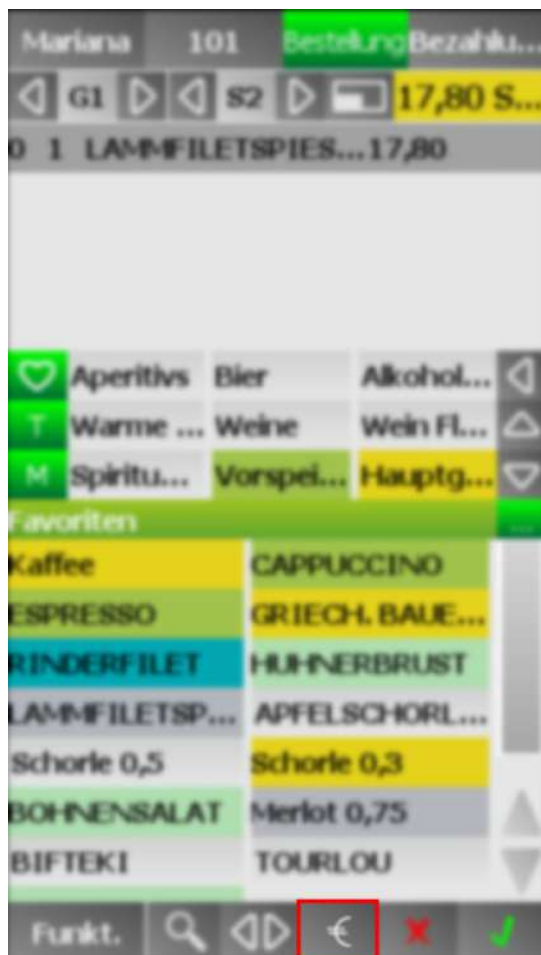 Mariana 101 Bestellung Bezahlu...
G1 S2 17,80 S...
0 1 LAMMFILETSPIES...17,80
Aperitivs Bier Alkohol...
T Warme ... Weine Wein Fl...
M Spiritu... Vorspei... Hauptg...
Favoriten ...
Kaffee CAPPUCCINO
ESPRESSO GRIECH. BAUE...
RINDERFILET HUHNERBRUST
LAMMFILETSP... APFELSCHORL...
Schorle 0,5 Schorle 0,3
BOHNENSALAT Merlot 0,75
BIFTEKI TOURLOU
Funkt. €